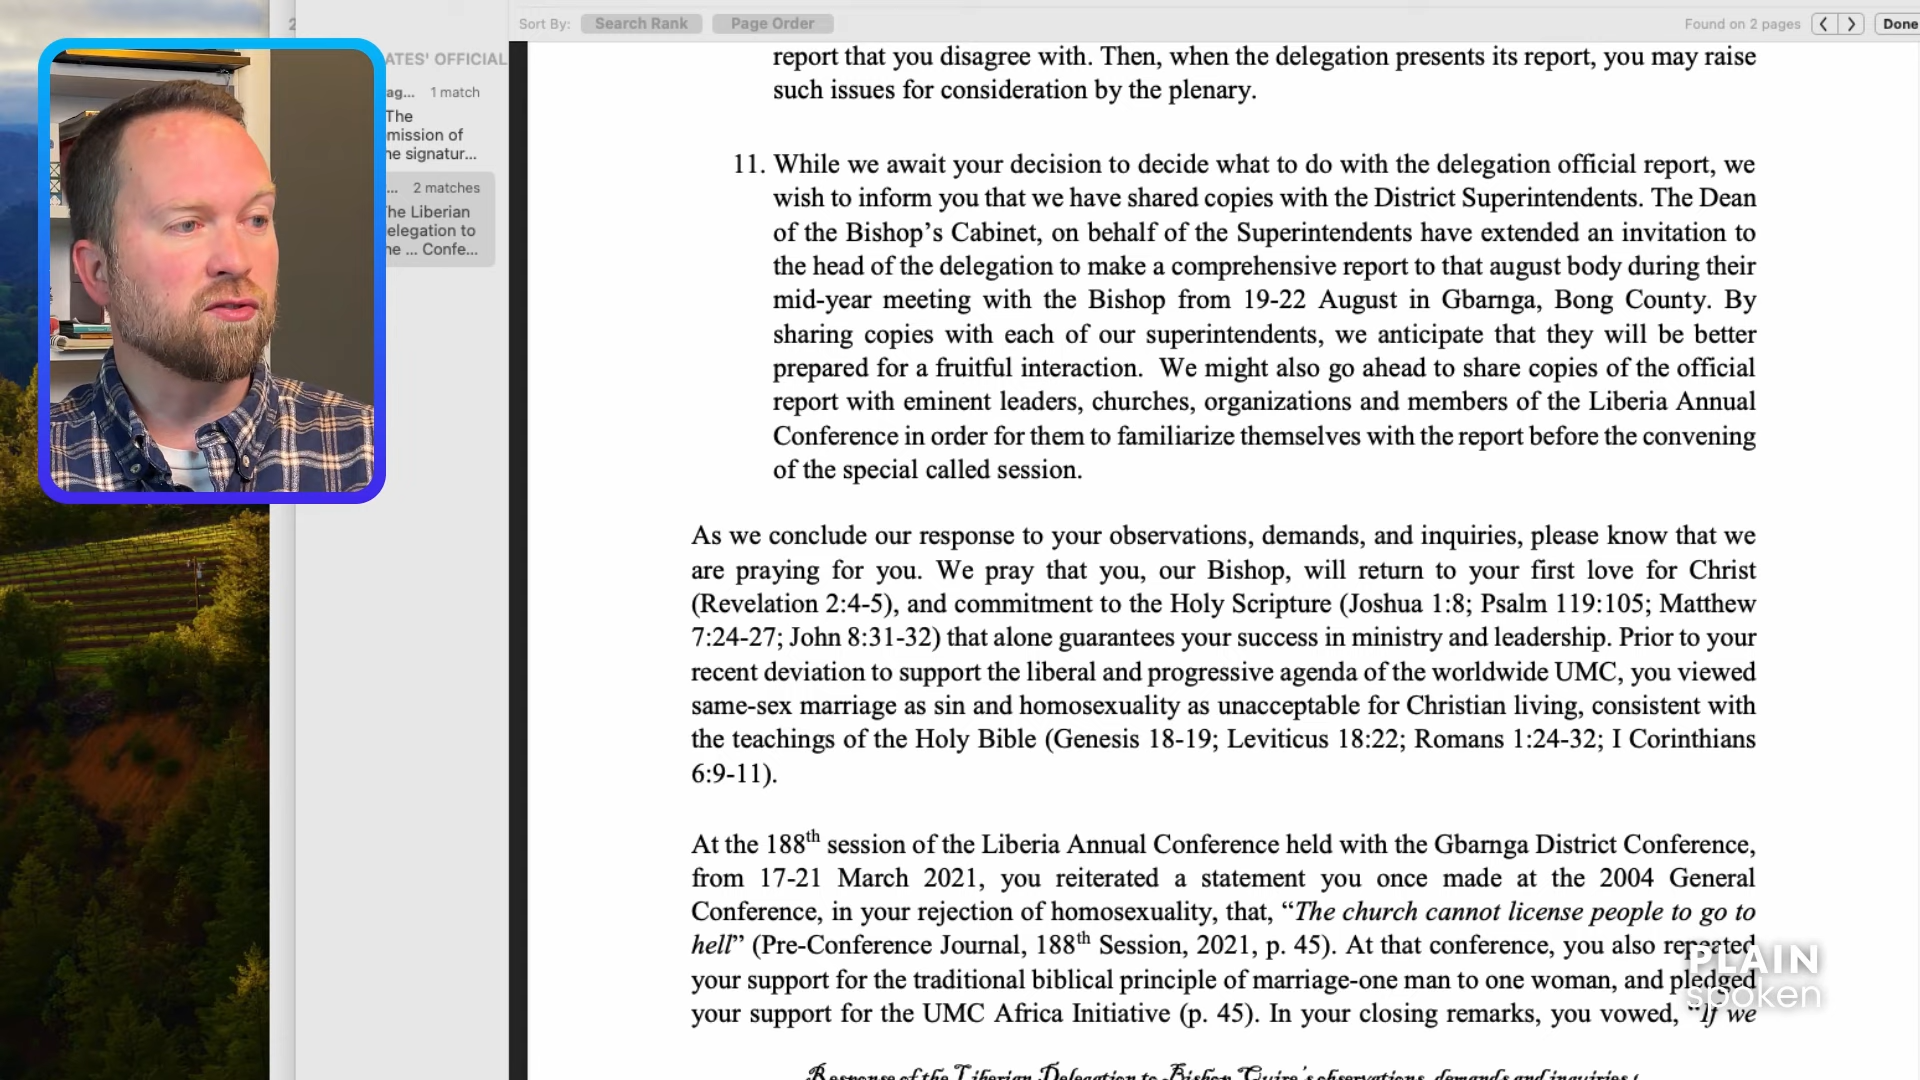 2
Sort By: Search Rank Page Order Found on 2 pages Done
ATES' OFFICIAL
ag... 1 match
The
mission of
he signatur...
... 2 matches
he Liberian
elegation to
he ... Confe...
report that you disagree with. Then, when the delegation presents its report, you may raise
such issues for consideration by the plenary.
11. While we await your decision to decide what to do with the delegation official report, we
wish to inform you that we have shared copies with the District Superintendents. The Dean
of the Bishop’s Cabinet, on behalf of the Superintendents have extended an invitation to
the head of the delegation to make a comprehensive report to that august body during their
mid-year meeting with the Bishop from 19-22 August in Gbarnga, Bong County. By
sharing copies with each of our superintendents, we anticipate that they will be better
prepared for a fruitful interaction. We might also go ahead to share copies of the official
report with eminent leaders, churches, organizations and members of the Liberia Annual
Conference in order for them to familiarize themselves with the report before the convening
of the special called session.
As we conclude our response to your observations, demands, and inquiries, please know that we
are praying for you. We pray that you, our Bishop, will return to your first love for Christ
(Revelation 2:4-5), and commitment to the Holy Scripture (Joshua 1:8; Psalm 119:105; Matthew
7:24-27; John 8:31-32) that alone guarantees your success in ministry and leadership. Prior to your
recent deviation to support the liberal and progressive agenda of the worldwide UMC, you viewed
same-sex marriage as sin and homosexuality as unacceptable for Christian living, consistent with
the teachings of the Holy Bible (Genesis 18-19; Leviticus 18:22; Romans 1:24-32; I Corinthians
6:9-11).
At the 188th session of the Liberia Annual Conference held with the Gbarnga District Conference,
from 17-21 March 2021, you reiterated a statement you once made at the 2004 General
Conference, in your rejection of homosexuality, that, “The church cannot license people to go to
hell” (Pre-Conference Journal, 188th Session, 2021, p. 45). At that conference, you also repeated
your support for the traditional biblical principle of marriage-one man to one woman, and pledged
your support for the UMC Africa Initiative (p. 45). In your closing remarks, you vowed, “If we
Response of the Liberian Delegation to Bishop Quire’s observations, demands and inquiries (
PLAIN
spoken